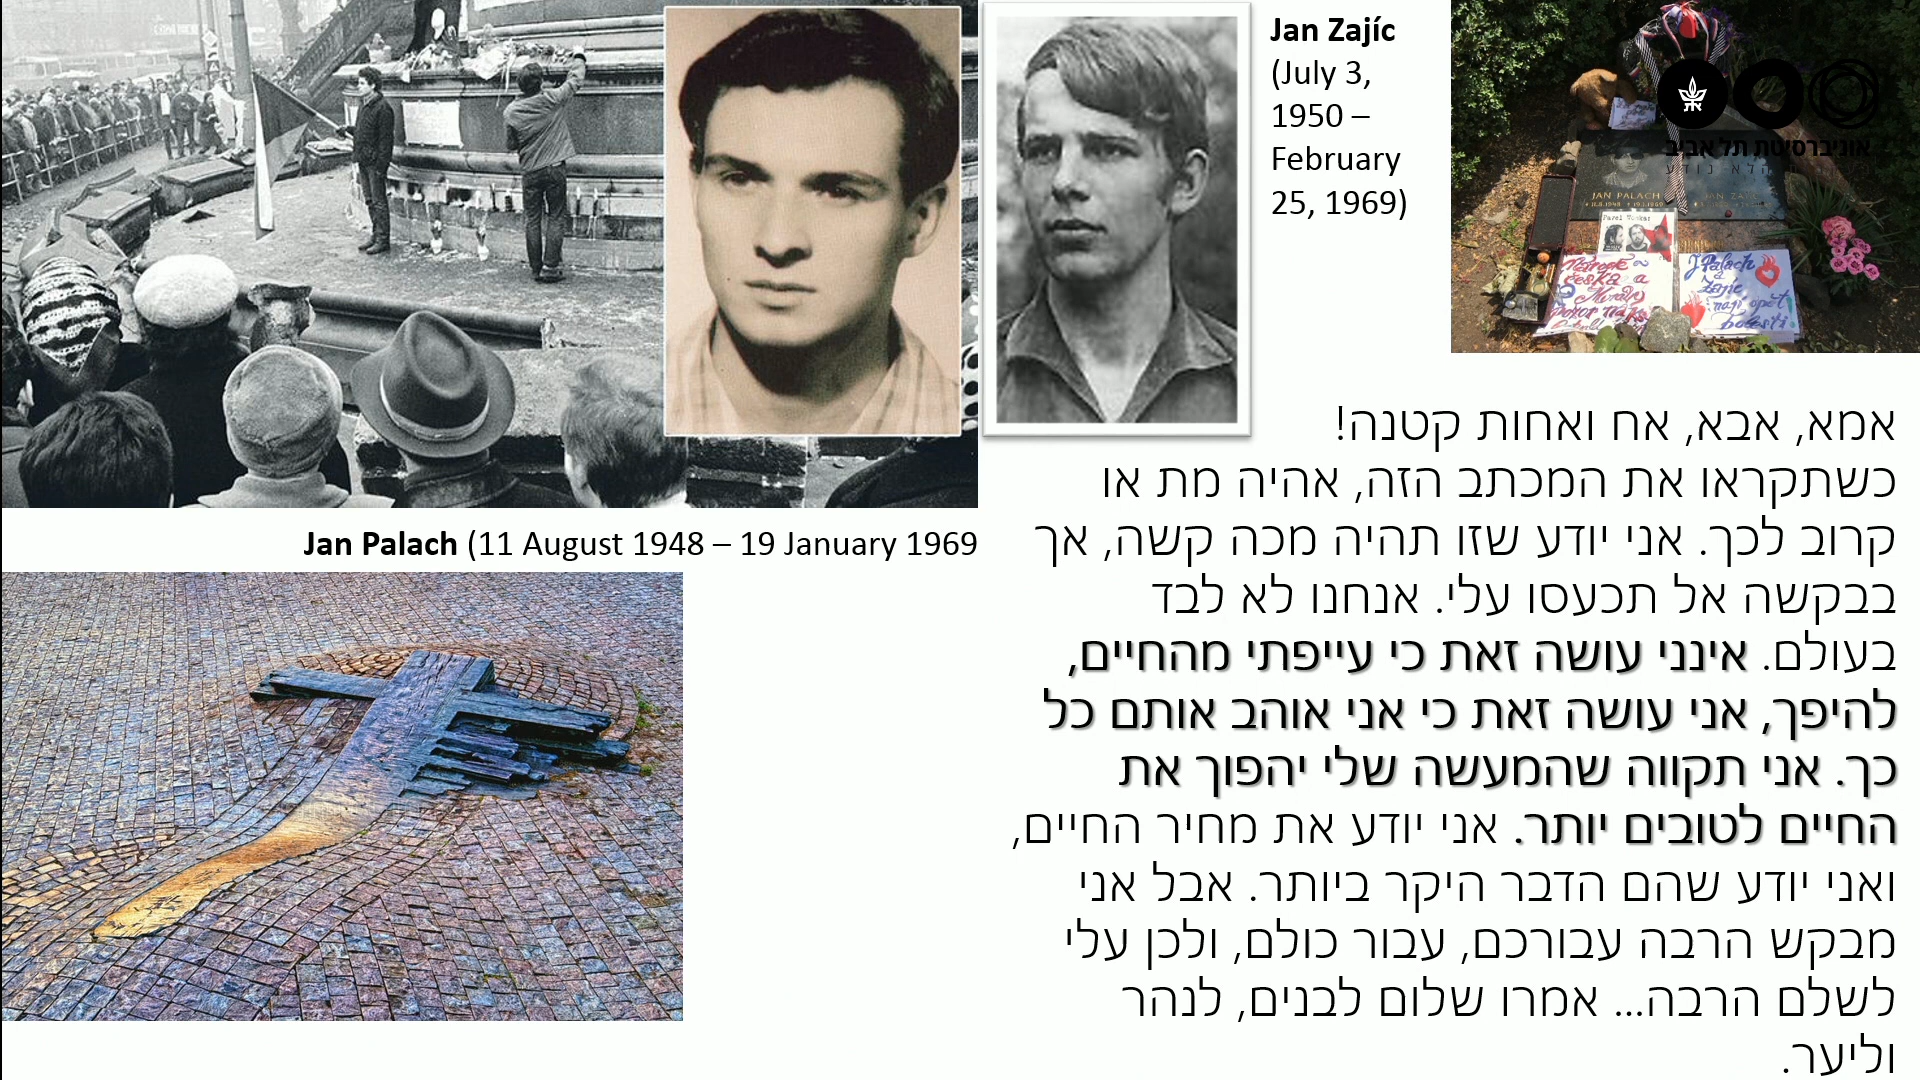 Jan Zajíc
(July 3,
1950 –
February
25, 1969)
אוניברסיטת תל אביב
JAN PALACH
JAN ZAJÍC
Jan Palach (11 August 1948 – 19 January 1969
אמא, אבא, אח ואחות קטנה!
כשתקראו את המכתב הזה, אהיה מת או
קרוב לכך. אני יודע שזו תהיה מכה קשה, אך
בבקשה אל תכעסו עלי. אנחנו לא לבד
בעולם. אינני עושה זאת כי עייפתי מהחיים,
להיפך, אני עושה זאת כי אני אוהב אותם כל
כך. אני תקווה שהמעשה שלי יהפוך את
החיים לטובים יותר. אני יודע את מחיר החיים,
ואני יודע שהם הדבר היקר ביותר. אבל אני
מבקש הרבה עבורכם, עבור כולם, ולכן עלי
לשלם הרבה... אמרו שלום לבנים, לנהר
וליער.